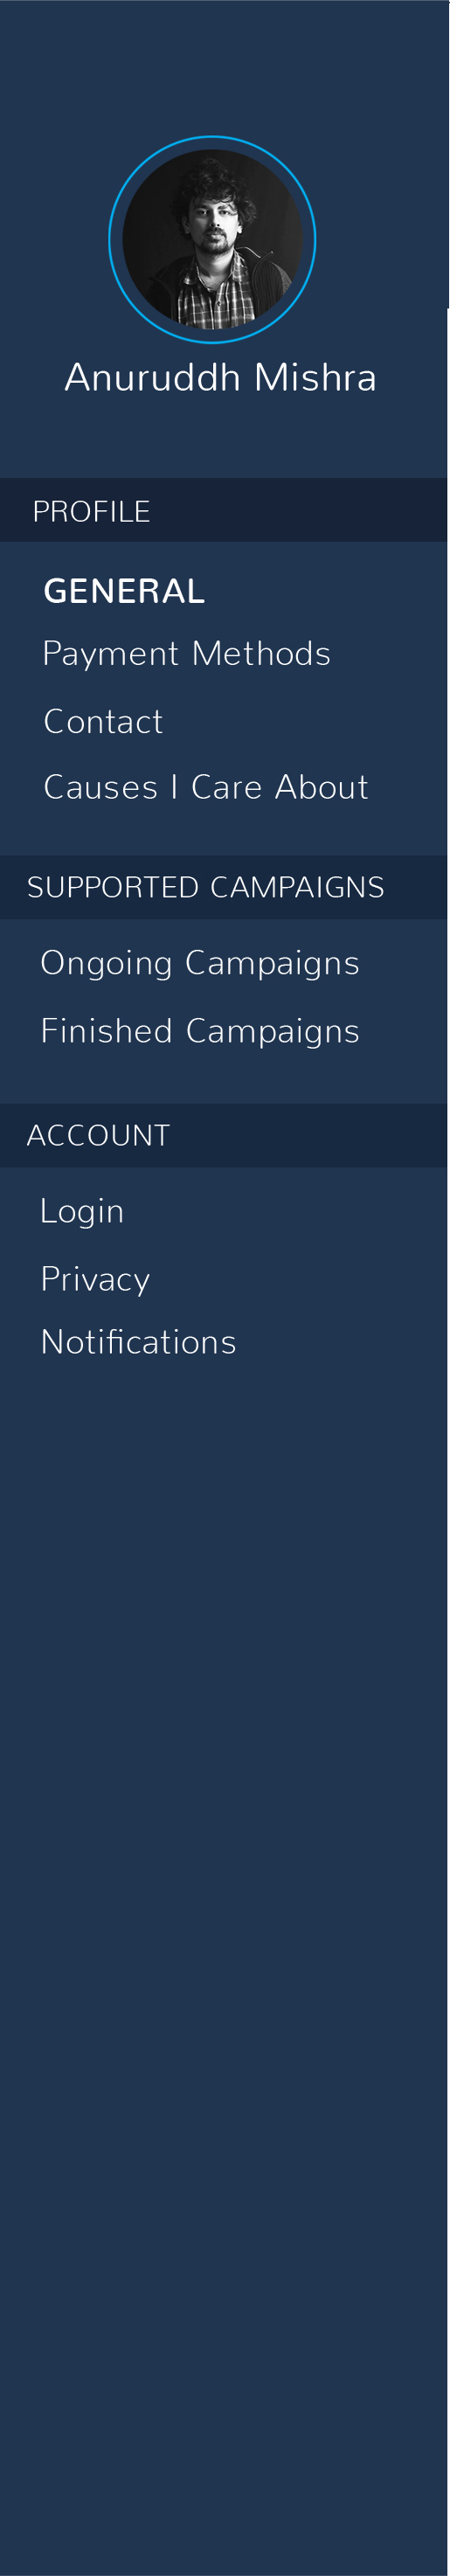 Anuruddh Mishra
PROFILE
GENERAL
Payment Methods
Contact
Causes I Care About
SUPPORTED CAMPAIGNS
Ongoing Campaigns
Finished Campaigns
ACCOUNT
Login
Privacy
Notifications